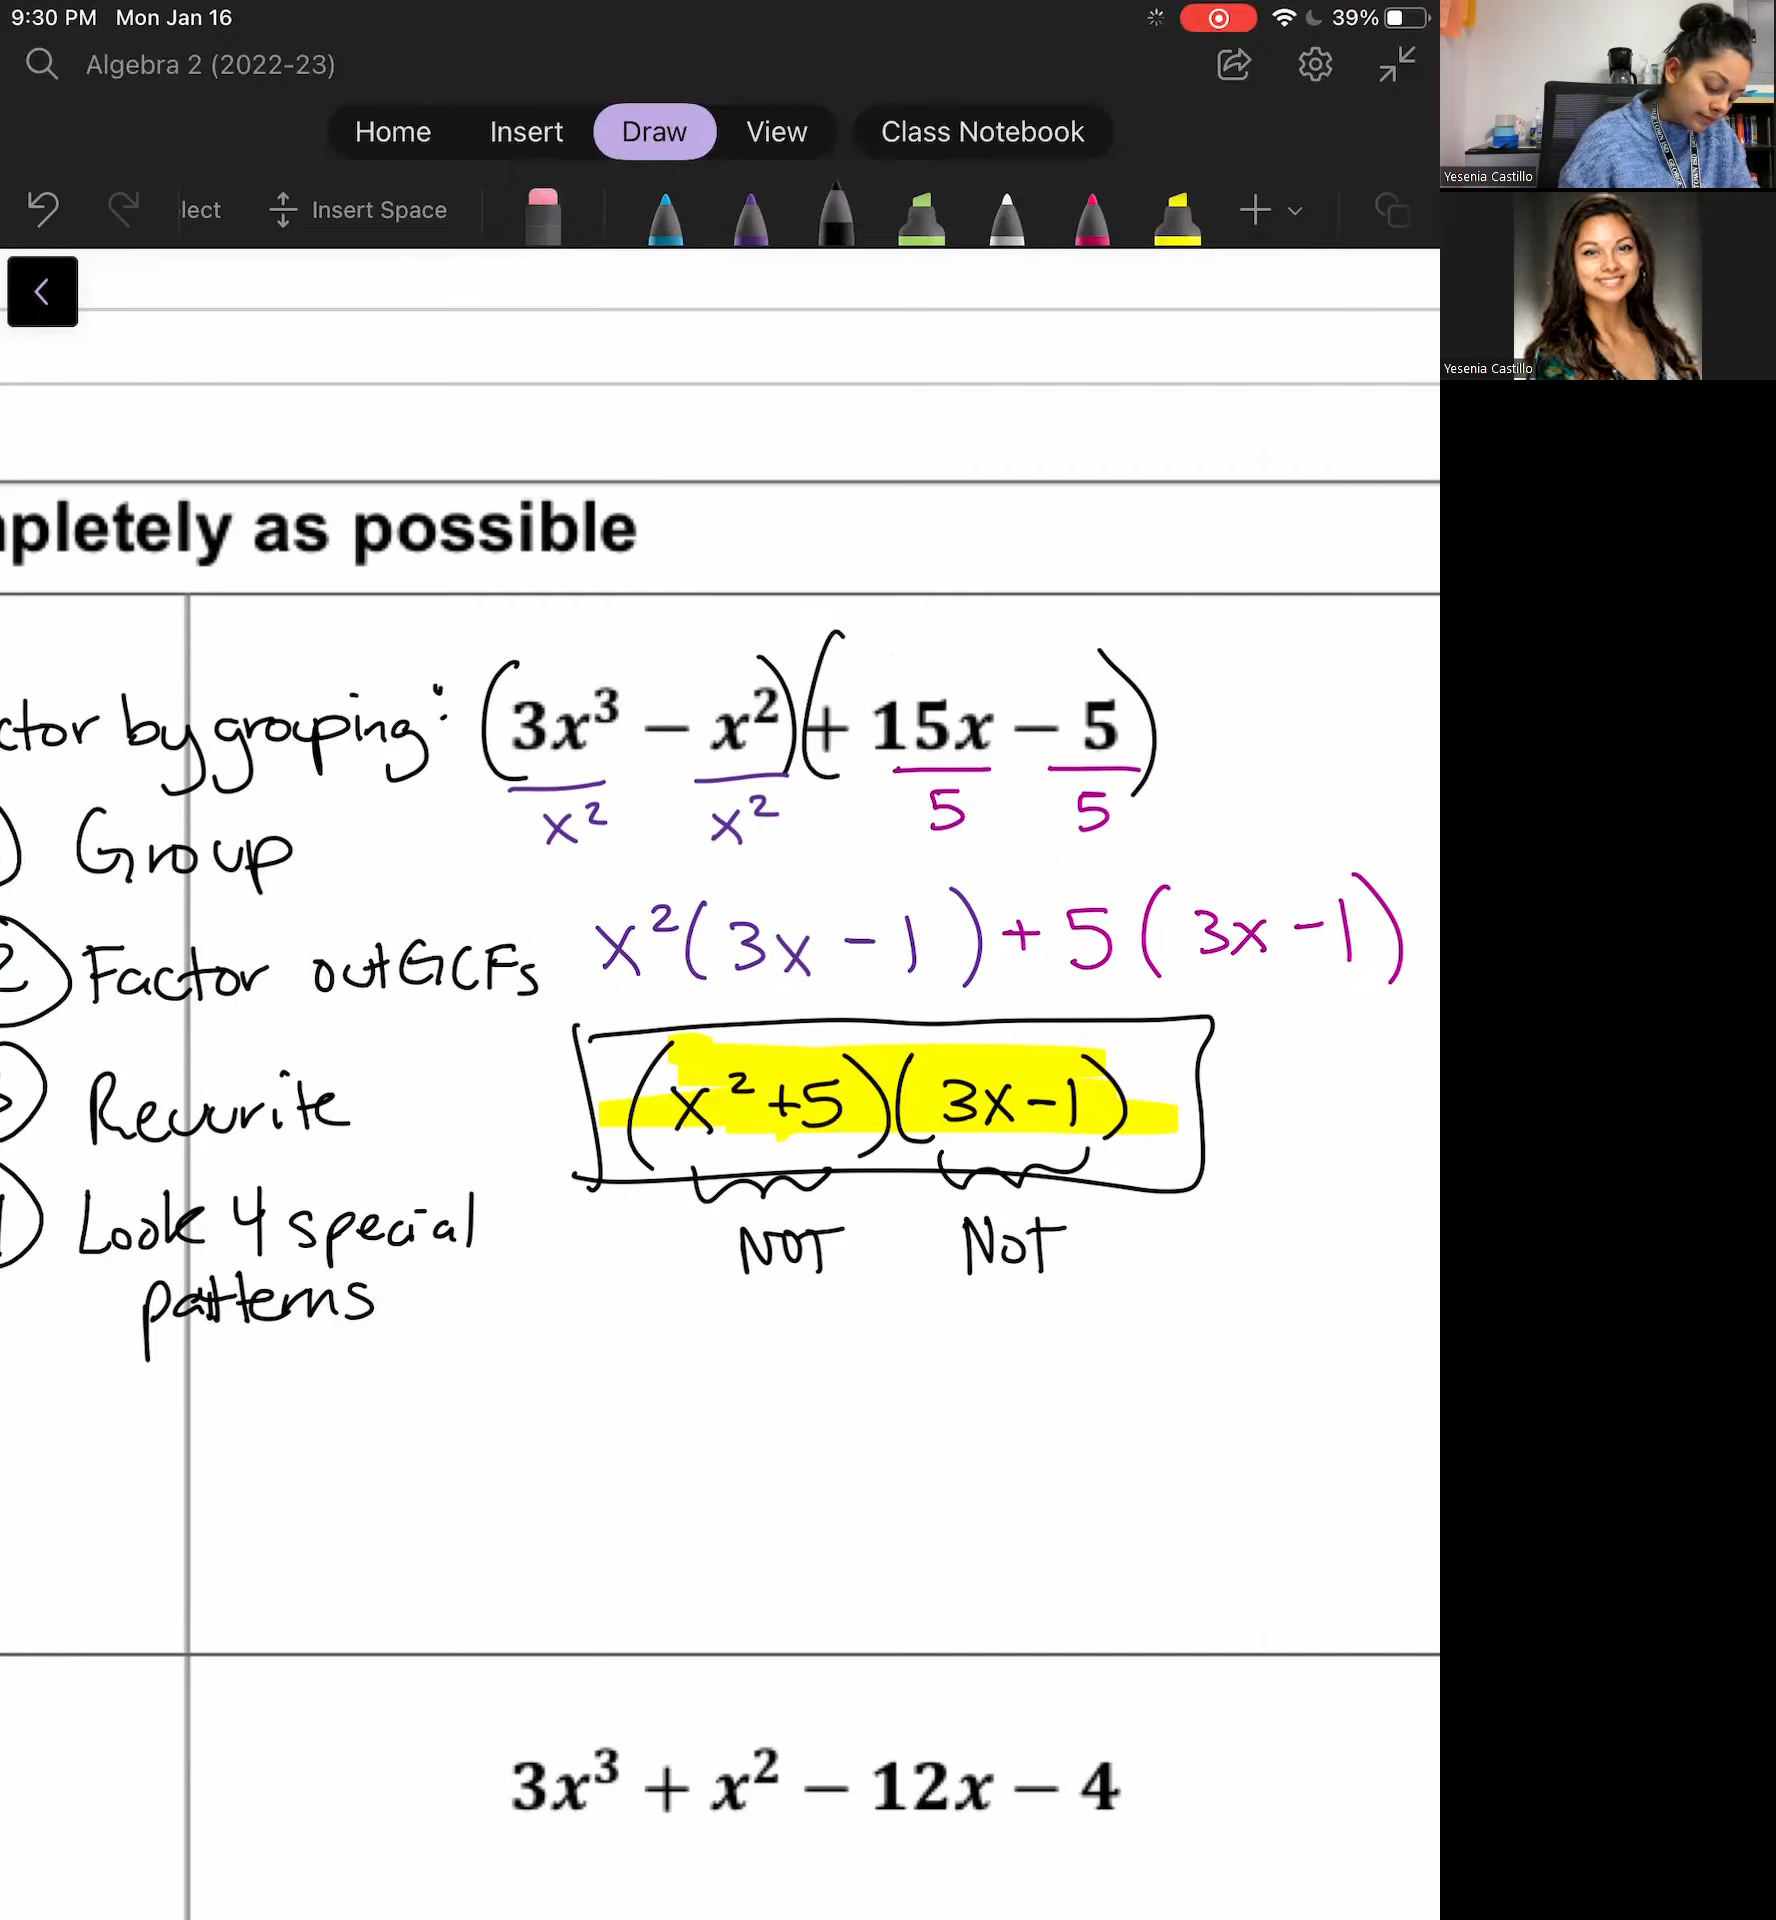 9:30 PM Mon Jan 16
39%
Algebra 2 (2022-23)
Home Insert Draw View Class Notebook
lect Insert Space
Yesenia Castillo
Yesenia Castillo
pletely as possible
ctor by grouping: (3x³ − x²)(+ 15x − 5)
x² x² 5 5
Group
2 Factor out GCFs x²(3x − 1) + 5(3x − 1)
Rewrite (x² + 5)(3x − 1)
Look 4 special NOT Not
patterns
3x³ + x² − 12x − 4